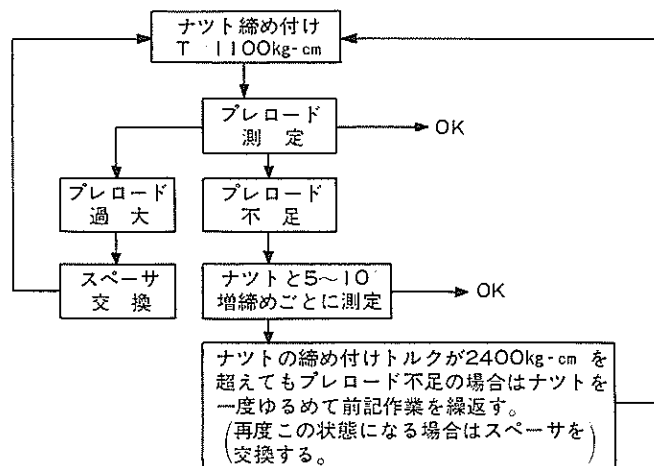 ナツト締め付け
T 1100kg-cm
プレロード
測 定
OK
プレロード
過 大
プレロード
不 足
スペーサ
交 換
ナツトと5～10
増締めごとに測定
OK
ナツトの締め付けトルクが2400kg-cm を
超えてもプレロード不足の場合はナツトを
一度ゆるめて前記作業を繰返す。
(再度この状態になる場合はスペーサを
交換する。)